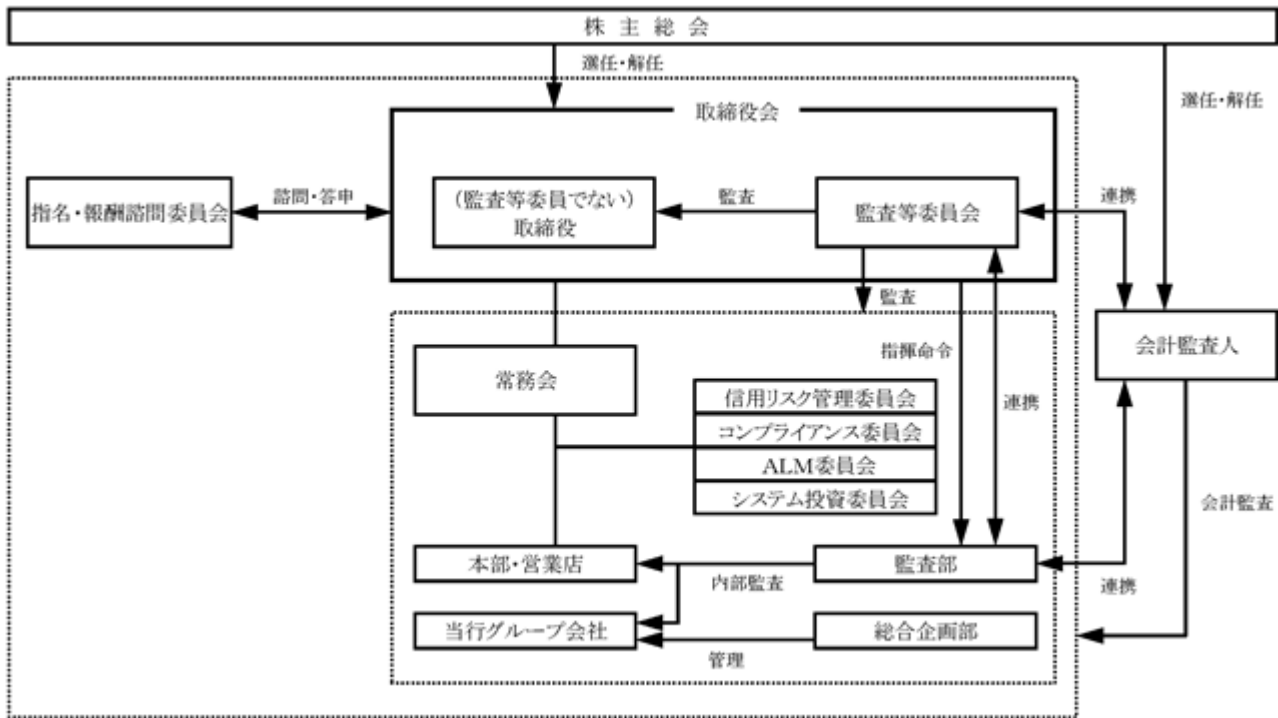 株主総会
選任・解任
選任・解任
取締役会
指名・報酬諮問委員会
諮問・答申
(監査等委員でない)
取締役
監査
監査等委員会
連携
監査
会計監査人
常務会
指揮命令
連携
信用リスク管理委員会
コンプライアンス委員会
ALM委員会
システム投資委員会
会計監査
本部・営業店
内部監査
監査部
連携
当行グループ会社
管理
総合企画部